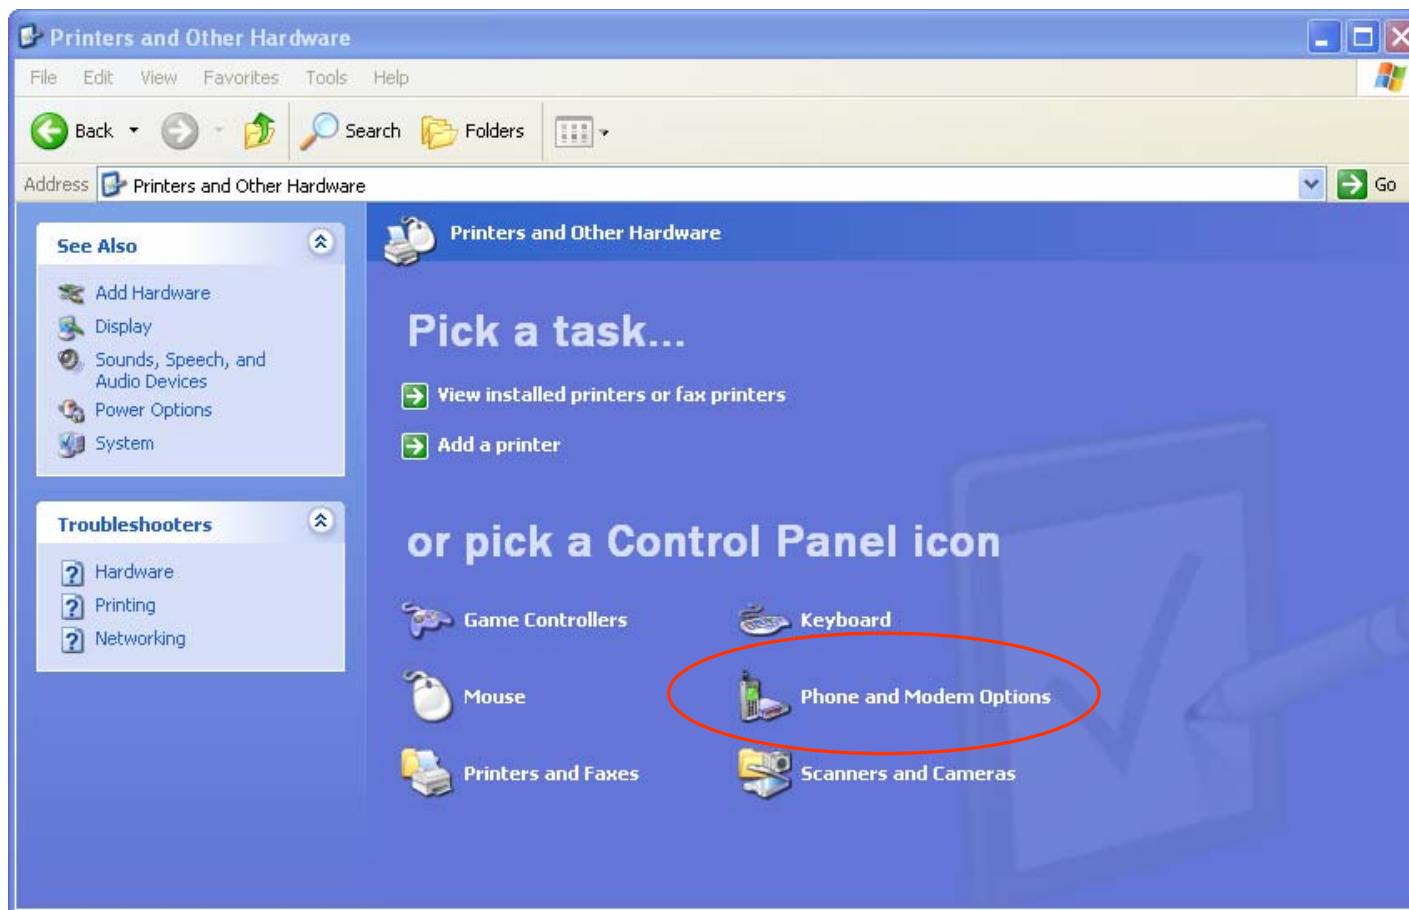 Printers and Other Hardware
File Edit View Favorites Tools Help
Back Search Folders
Address Printers and Other Hardware Go
See Also
Add Hardware
Display
Sounds, Speech, and
Audio Devices
Power Options
System
Troubleshooters
Hardware
Printing
Networking
Printers and Other Hardware
Pick a task...
View installed printers or fax printers
Add a printer
or pick a Control Panel icon
Game Controllers
Keyboard
Mouse
Phone and Modem Options
Printers and Faxes
Scanners and Cameras